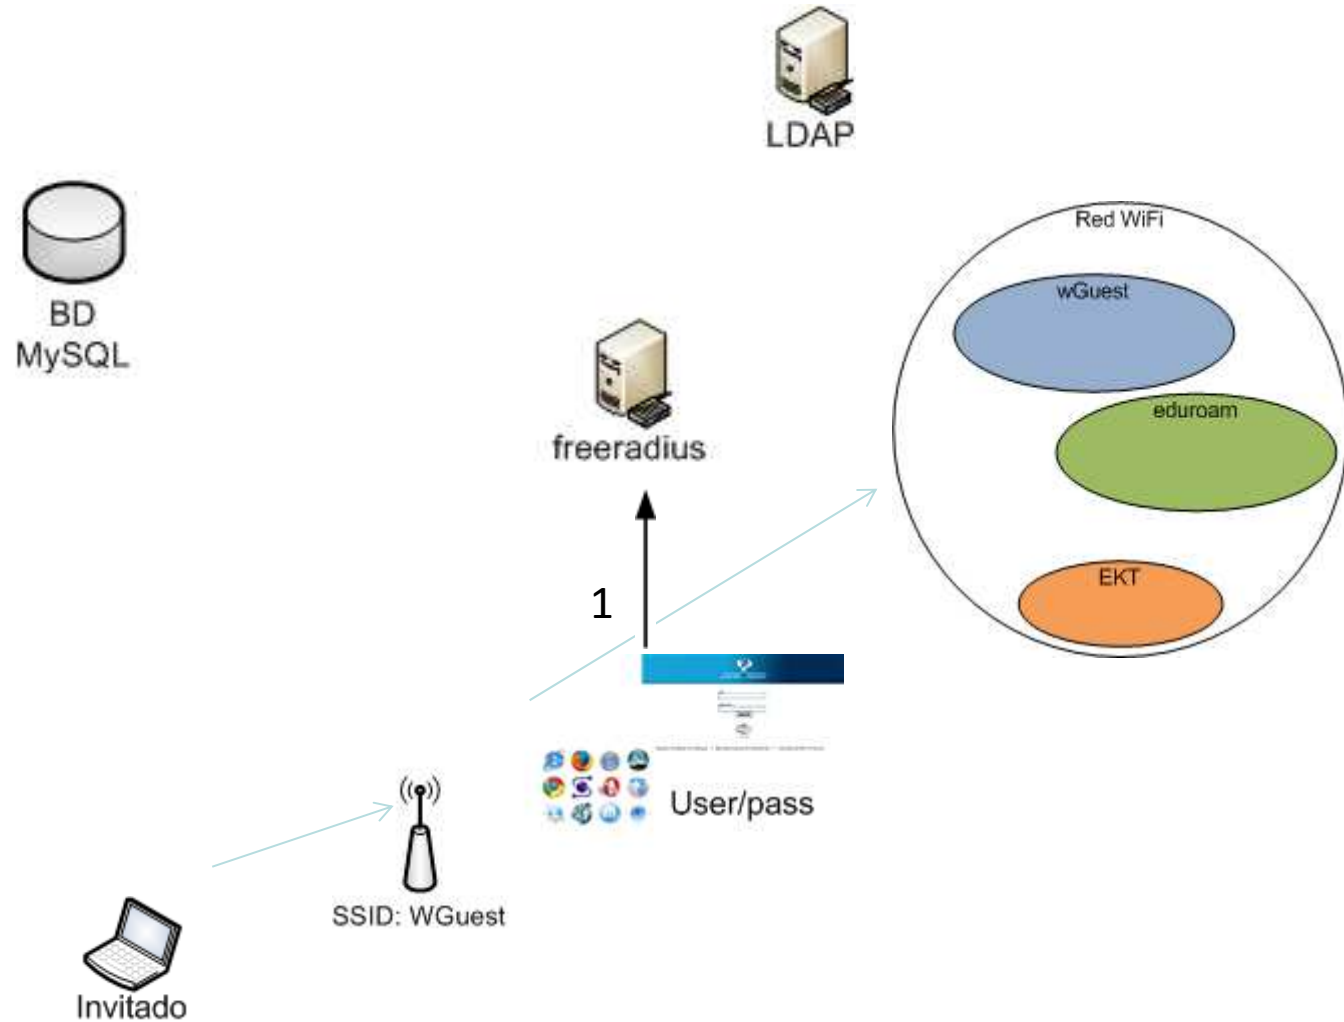 LDAP
BD
MySQL
Red WiFi
wGuest
eduroam
EKT
freeradius
1
User/pass
SSID: WGuest
Invitado